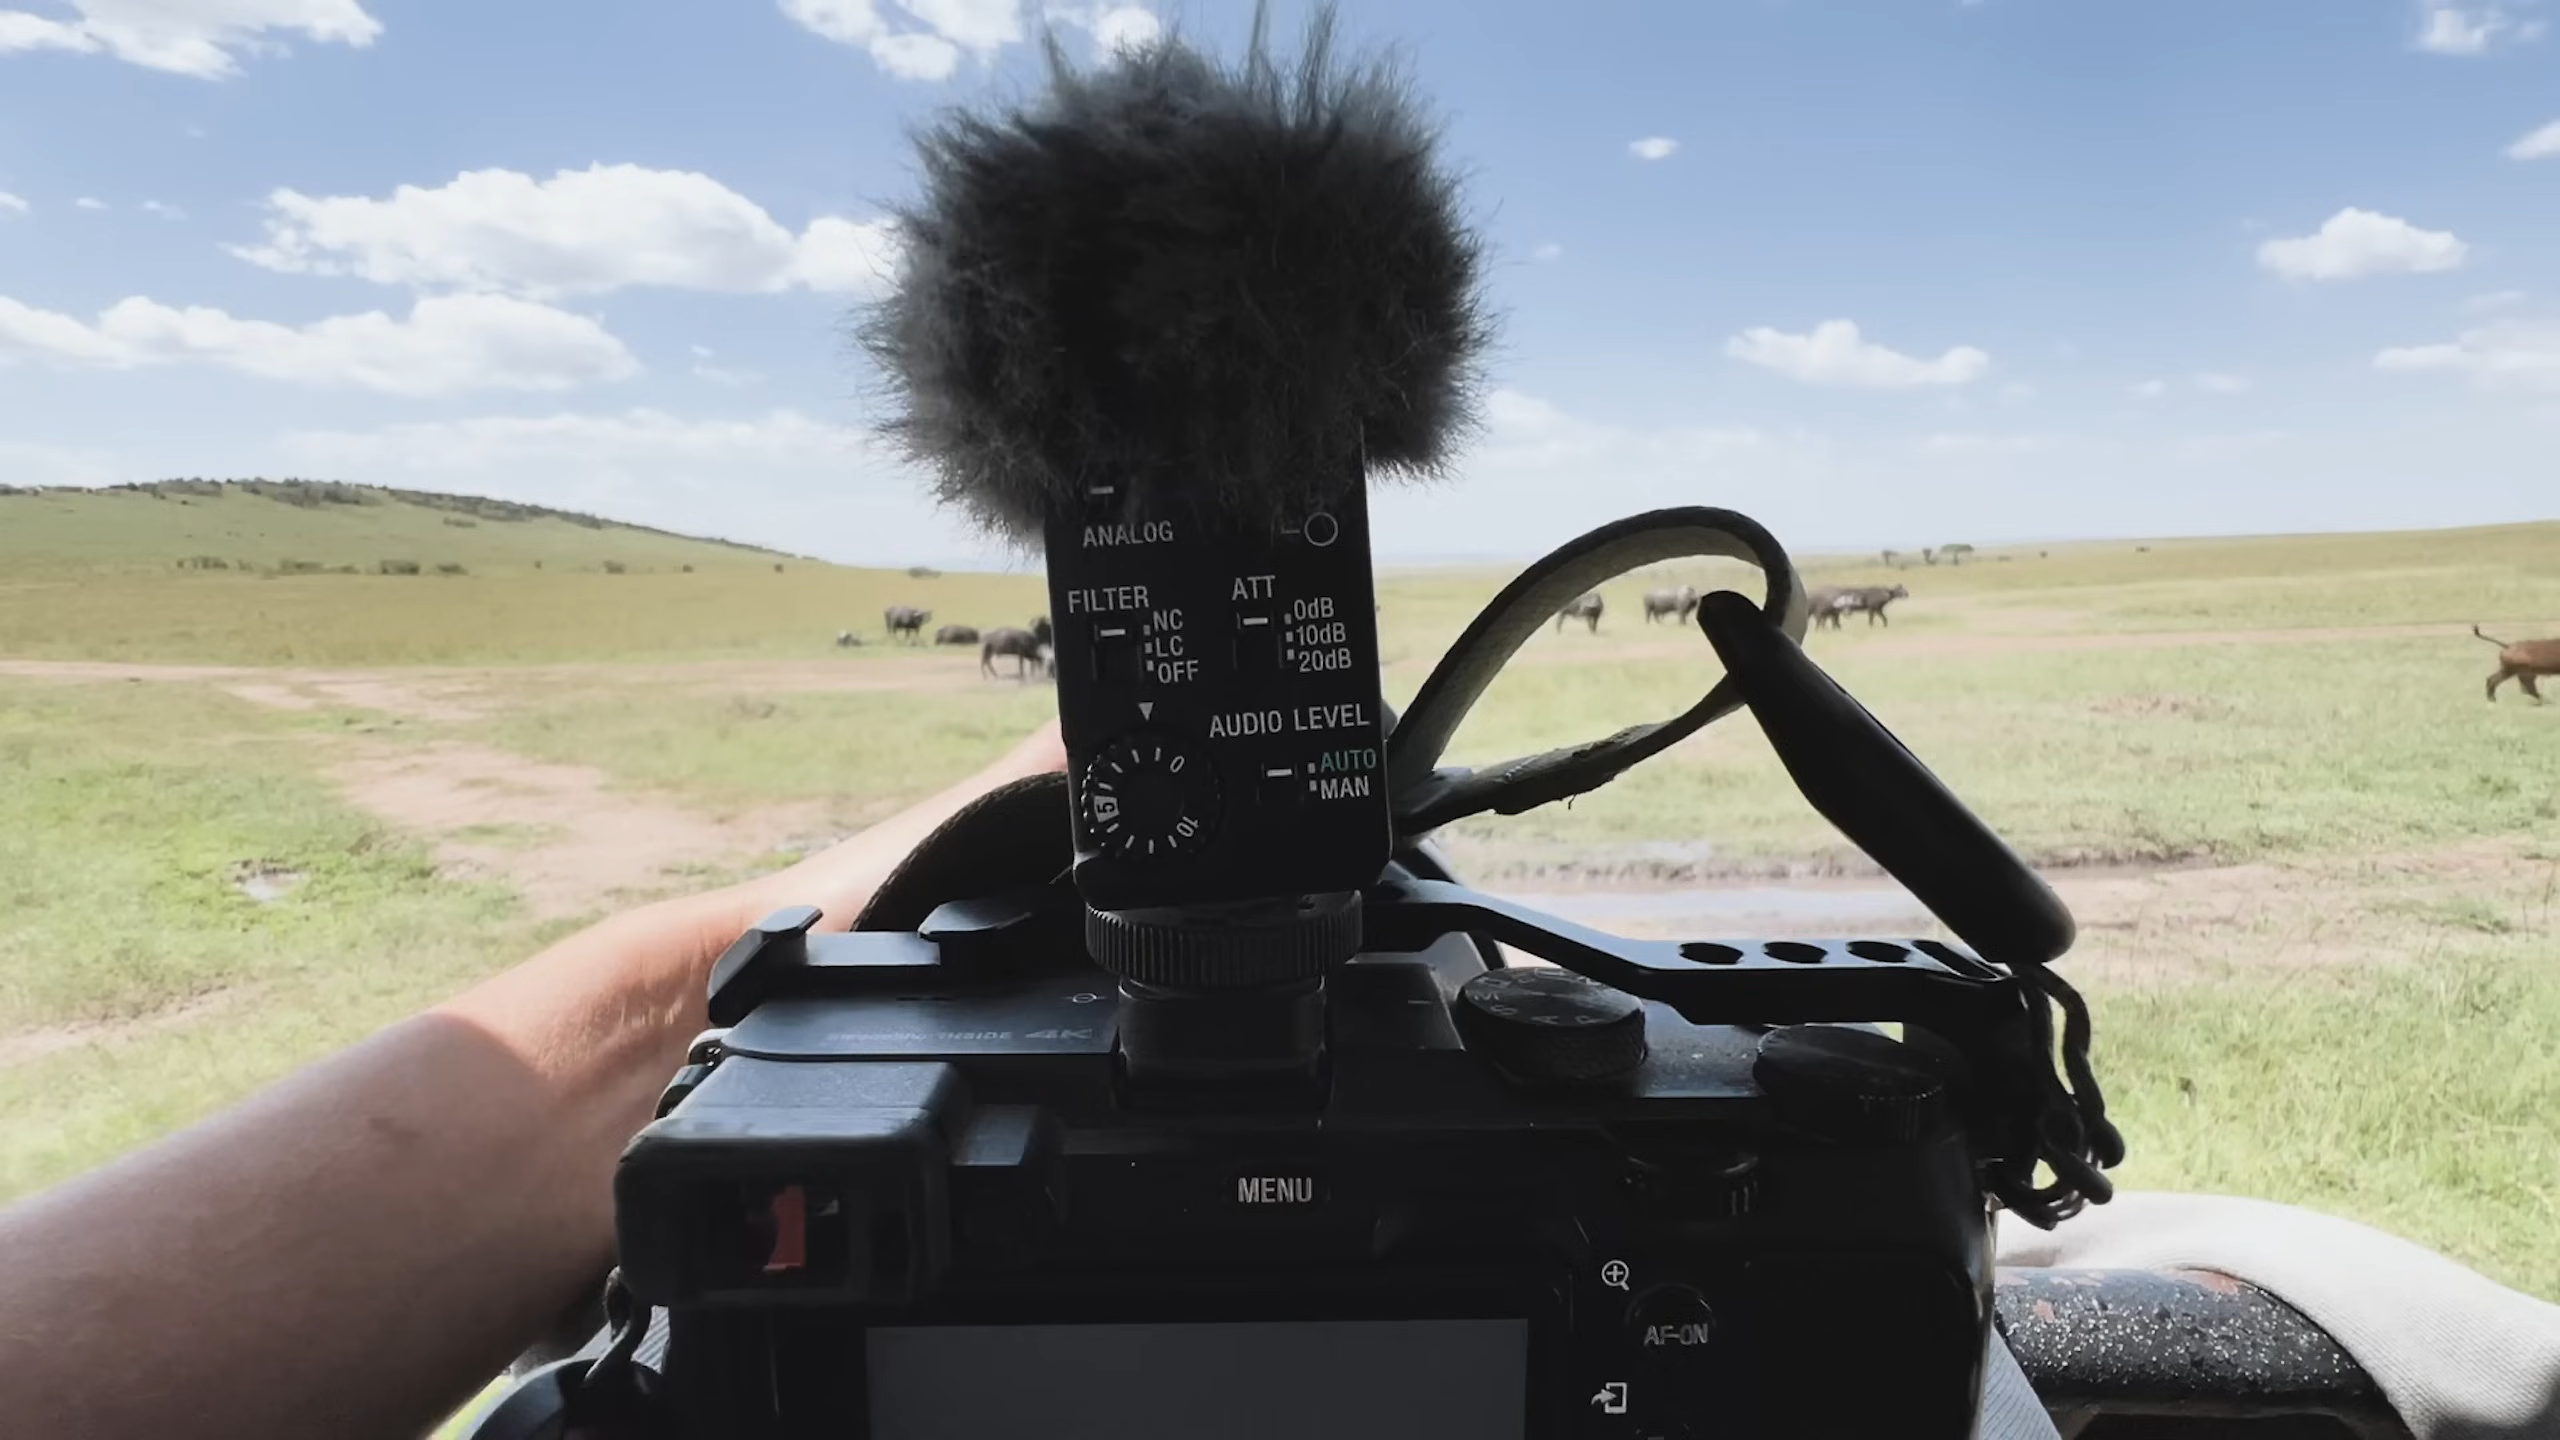 ANALOG
FILTER
NC
LC
OFF
ATT
0dB
10dB
20dB
AUDIO LEVEL
AUTO
MAN
0
5
10
INSIDE 4K
MENU
AF-ON